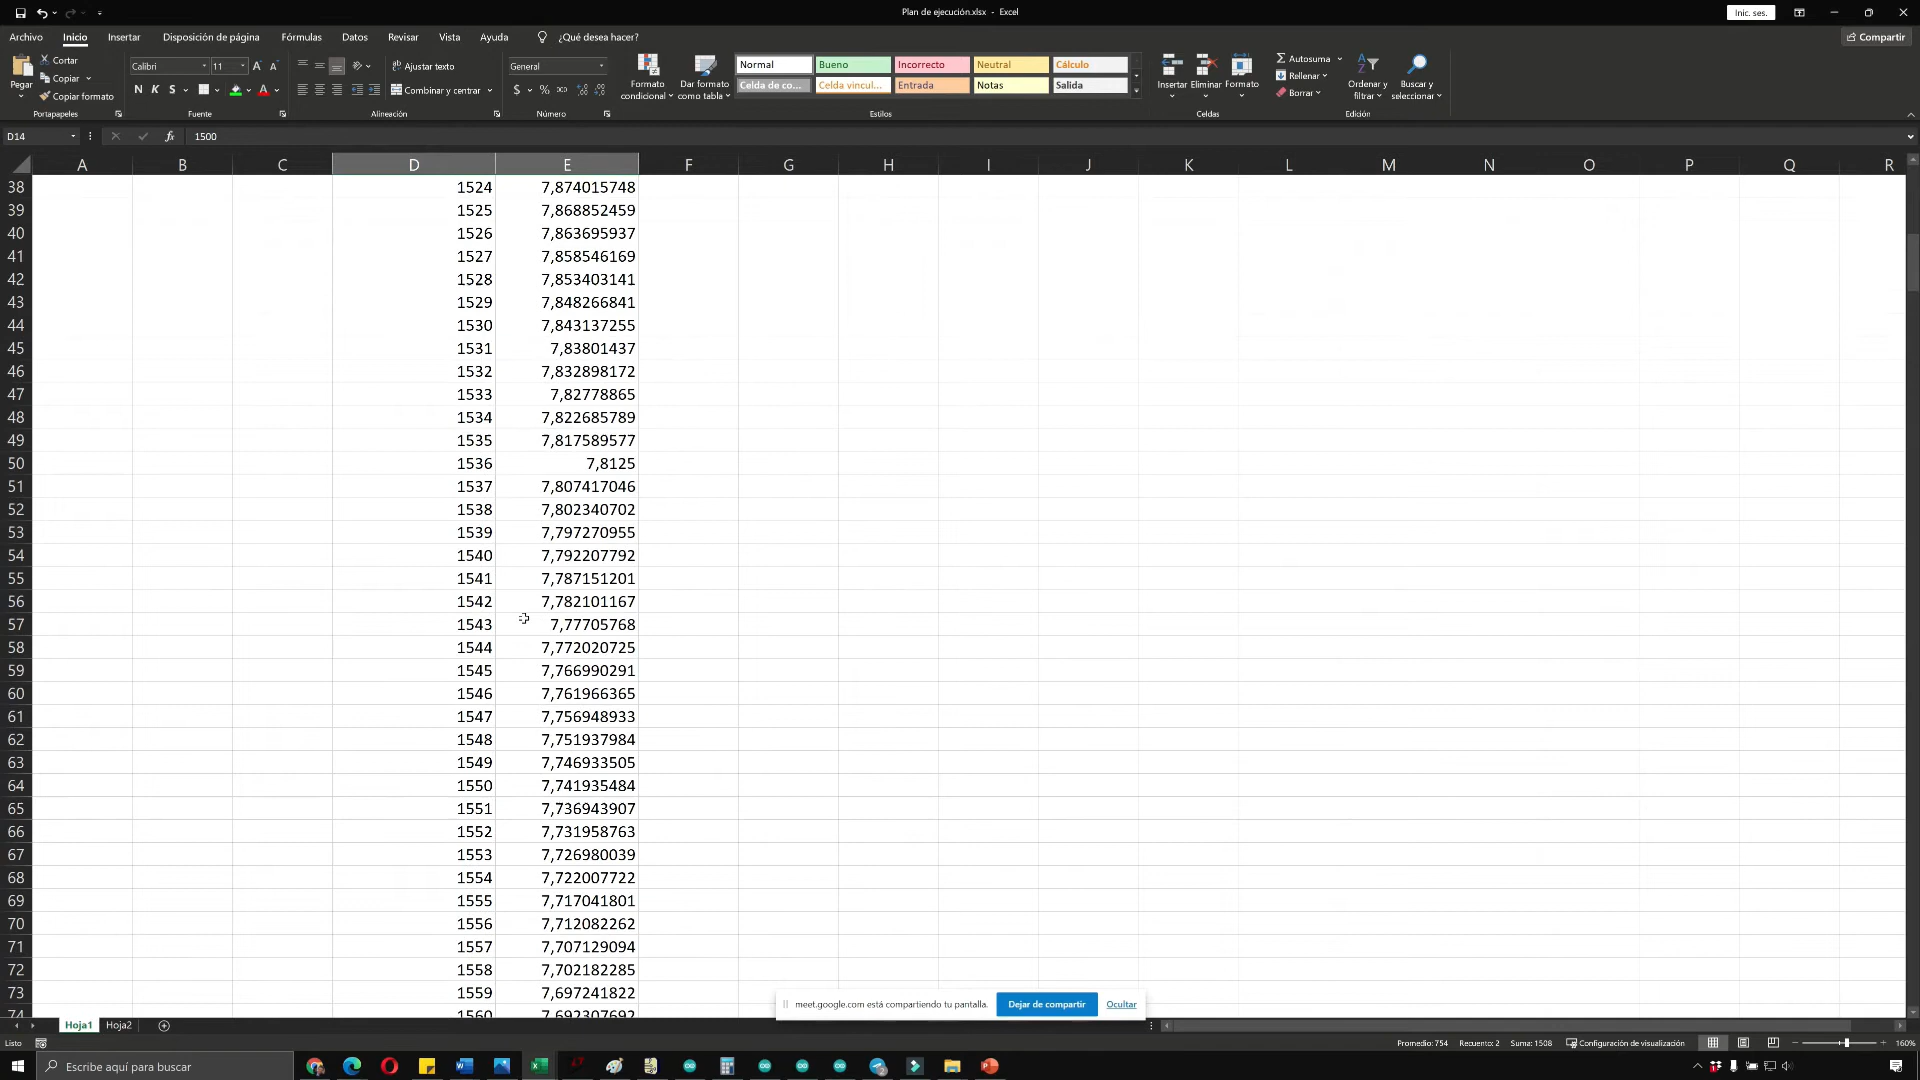 Plan de ejecución.xlsx - Excel
Inic. ses.
Archivo Inicio Insertar Disposición de página Fórmulas Datos Revisar Vista Ayuda ¿Qué desea hacer? Compartir
Pegar
Cortar
Copiar
Copiar formato
Portapapeles
Calibri 11
N K S
Fuente
Ajustar texto
Combinar y centrar
Alineación
General
$ % 000
Número
Formato condicional
Dar formato como tabla
Normal Bueno Incorrecto Neutral Cálculo
Celda de co... Celda vincul... Entrada Notas Salida
Estilos
Insertar Eliminar Formato
Celdas
Autosuma
Rellenar
Borrar
Ordenar y filtrar
Buscar y seleccionar
Edición
D14 fx 1500
A B C D E F G H I J K L M N O P Q R
38 1524 7,874015748
39 1525 7,868852459
40 1526 7,863695937
41 1527 7,858546169
42 1528 7,853403141
43 1529 7,848266841
44 1530 7,843137255
45 1531 7,83801437
46 1532 7,832898172
47 1533 7,82778865
48 1534 7,822685789
49 1535 7,817589577
50 1536 7,8125
51 1537 7,807417046
52 1538 7,802340702
53 1539 7,797270955
54 1540 7,792207792
55 1541 7,787151201
56 1542 7,782101167
57 1543 7,77705768
58 1544 7,772020725
59 1545 7,766990291
60 1546 7,761966365
61 1547 7,756948933
62 1548 7,751937984
63 1549 7,746933505
64 1550 7,741935484
65 1551 7,736943907
66 1552 7,731958763
67 1553 7,726980039
68 1554 7,722007722
69 1555 7,717041801
70 1556 7,712082262
71 1557 7,707129094
72 1558 7,702182285
73 1559 7,697241822
74 1560 7,692307692
meet.google.com está compartiendo tu pantalla. Dejar de compartir Ocultar
Hoja1 Hoja2
Listo Promedio: 754 Recuento: 2 Suma: 1508 Configuración de visualización 160%
Escribe aquí para buscar